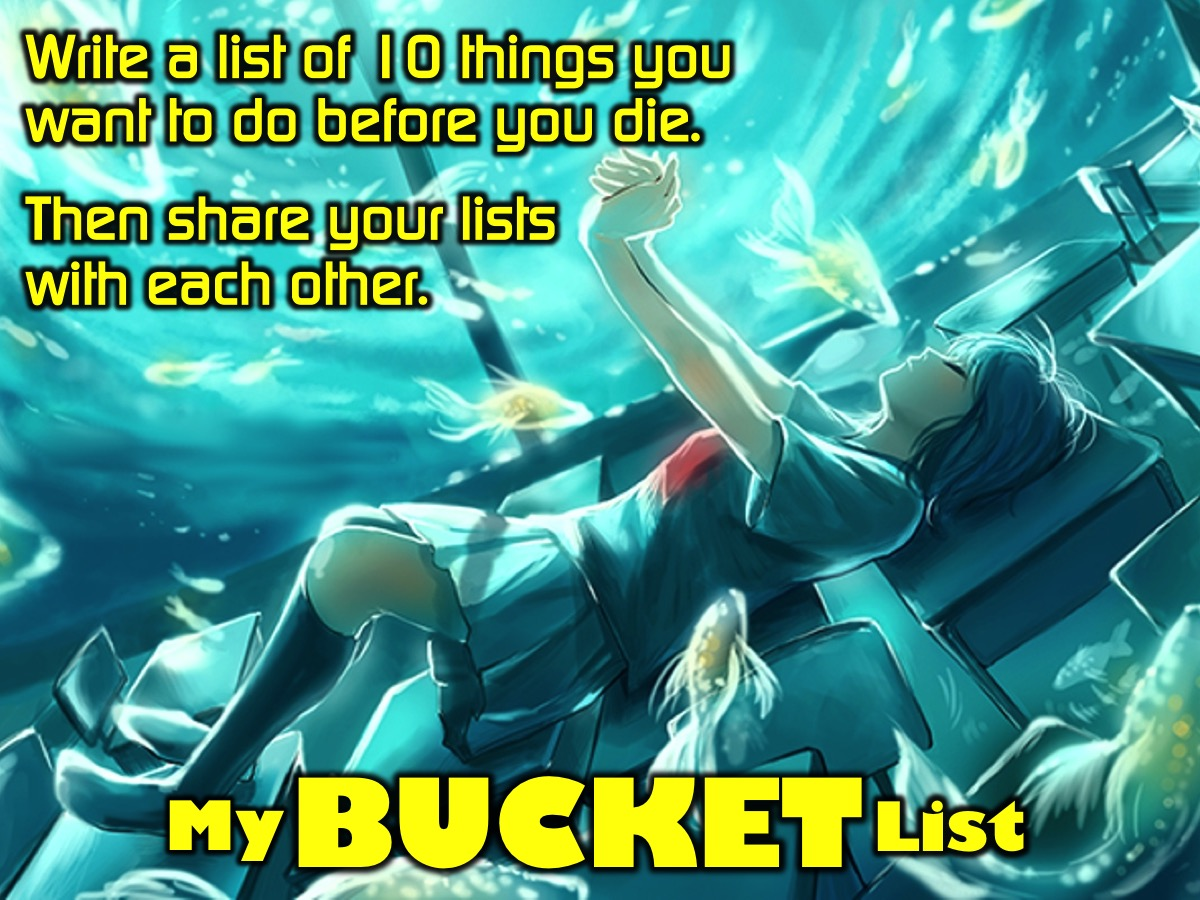 Write a list of 10 things you
want to do before you die.
Then share your lists
with each other.
My BUCKET List